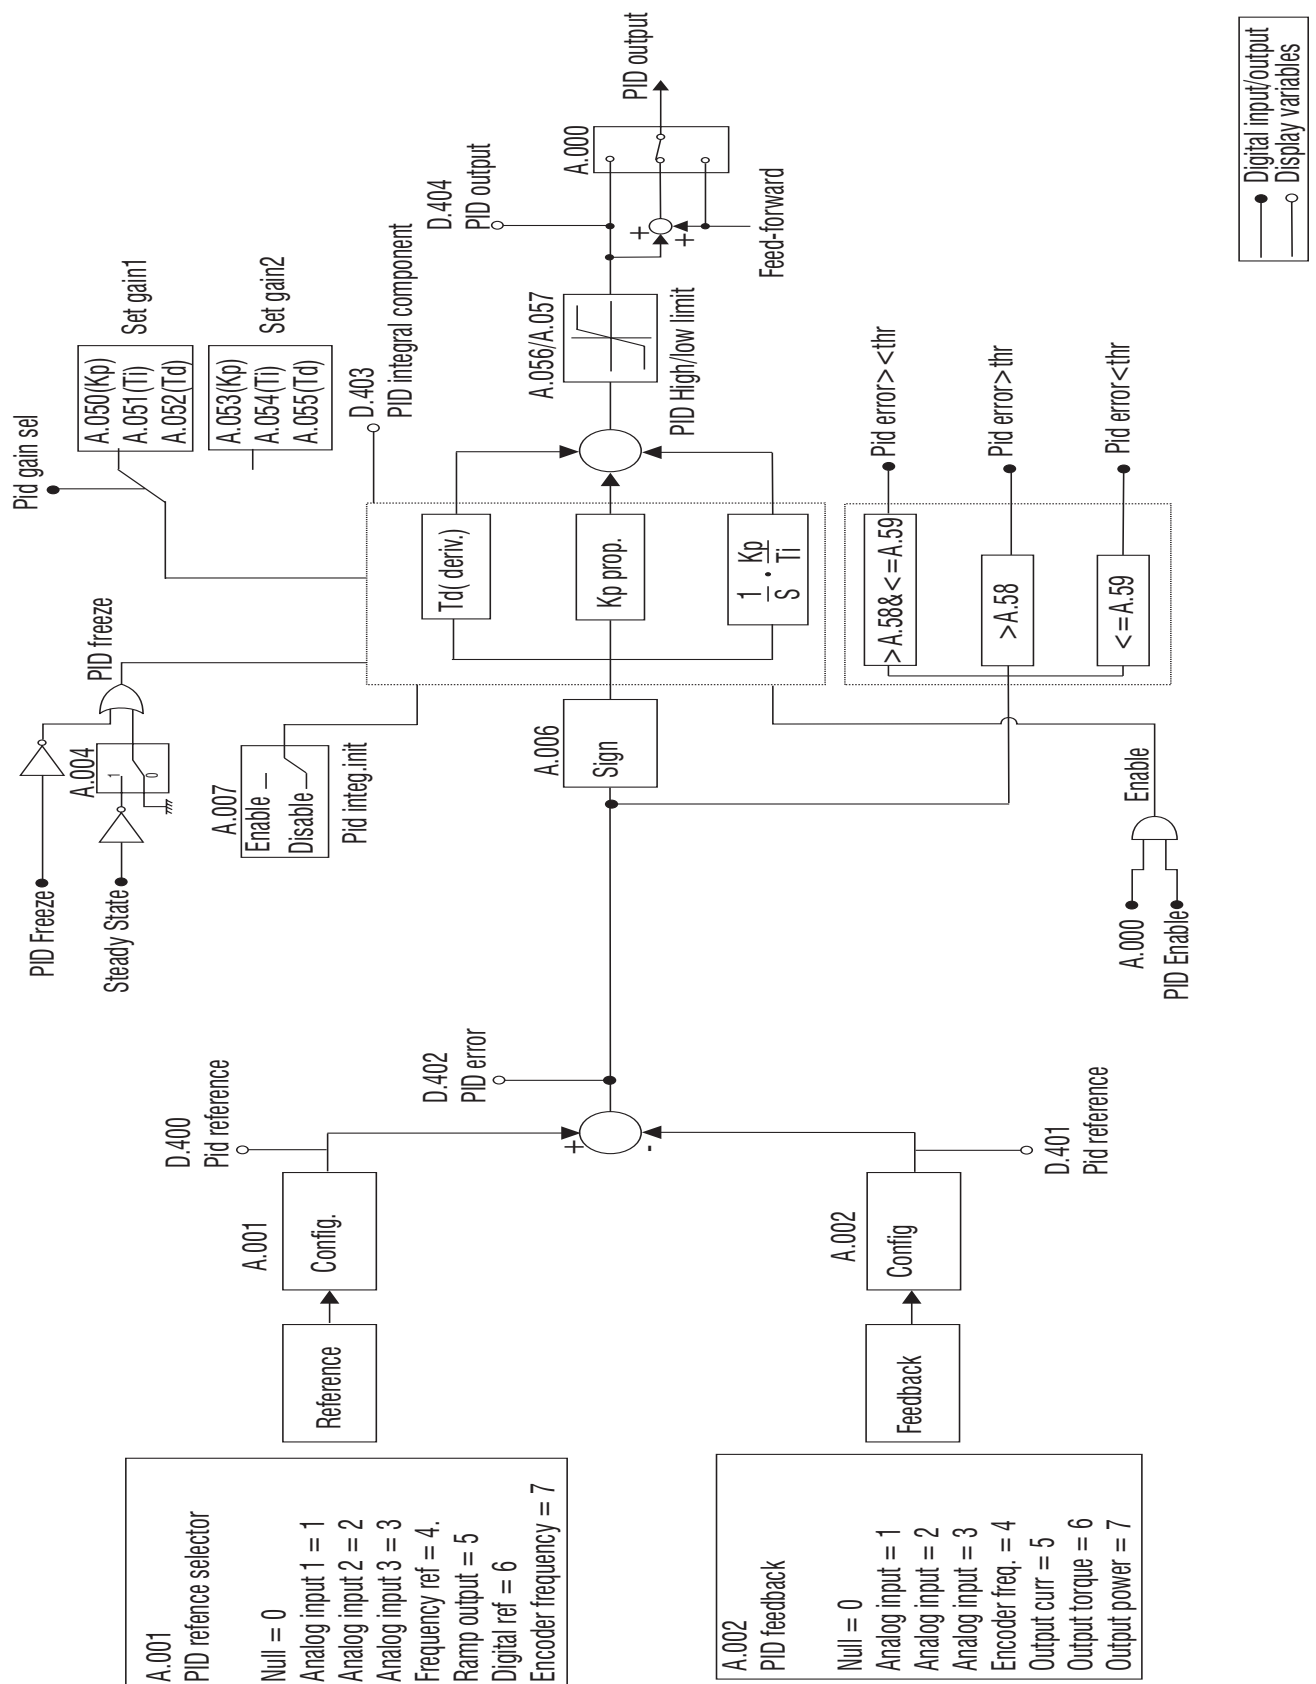 A.001
PID refence selector
Null = 0
Analog input 1 = 1
Analog input 2 = 2
Analog input 3 = 3
Frequency ref = 4.
Ramp output = 5
Digital ref = 6
Encoder frequency = 7
A.002
PID feedback
Null = 0
Analog input = 1
Analog input = 2
Analog input = 3
Encoder freq. = 4
Output curr = 5
Output torque = 6
Output power = 7
Reference
Feedback
A.001
Config.
A.002
Config
D.400
Pid reference
D.401
Pid reference
+
-
D.402
PID error
PID Freeze
Steady State
A.004
1
0
PID freeze
A.007
Enable
Disable
Pid integ.init
A.006
Sign
A.000
PID Enable
Enable
Pid gain sel
A.050(Kp)
A.051(Ti)
A.052(Td)
Set gain1
A.053(Kp)
A.054(Ti)
A.055(Td)
Set gain2
D.403
PID integral component
Td( deriv.)
Kp prop.
1 . Kp
S Ti
>A.58&<=A.59
>A.58
<=A.59
Pid error><thr
Pid error>thr
Pid error<thr
A.056/A.057
PID High/low limit
D.404
PID output
+
+
Feed-forward
A.000
PID output
Digital input/output
Display variables